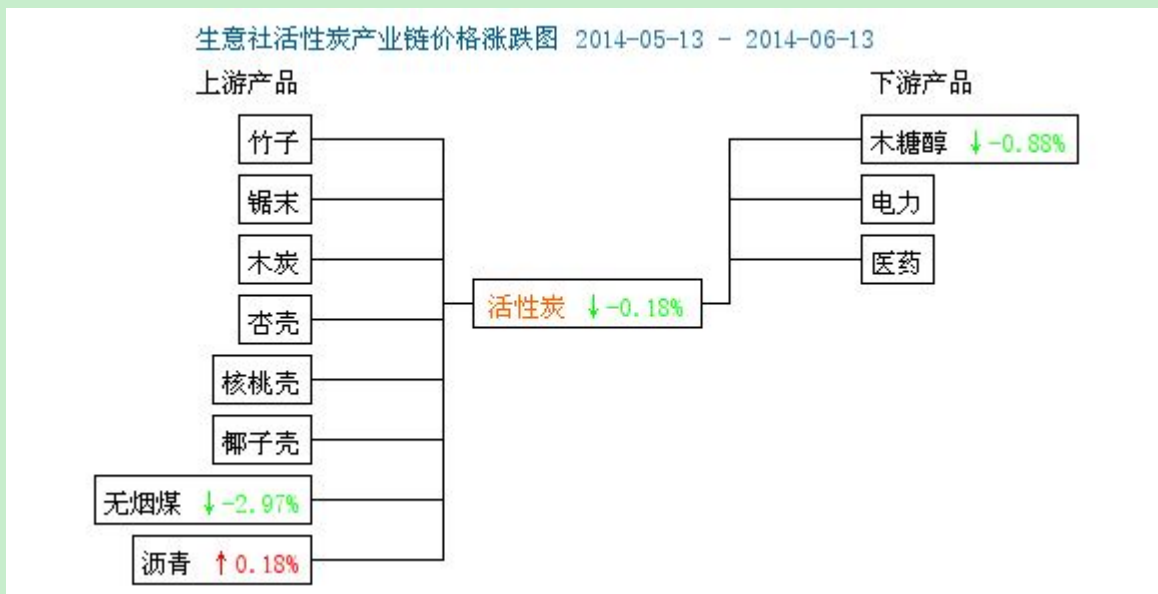 生意社活性炭产业链价格涨跌图 2014-05-13 - 2014-06-13
上游产品
下游产品
竹子
木糖醇 ↓-0.88%
锯末
电力
木炭
医药
活性炭 ↓-0.18%
杏壳
核桃壳
椰子壳
无烟煤 ↓-2.97%
沥青 ↑0.18%